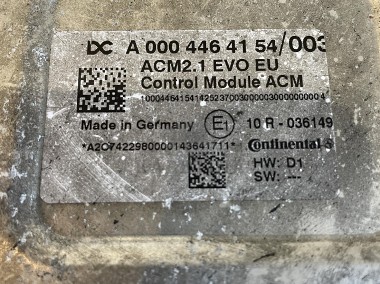 DC A 000 446 41 54/003
ACM2.1 EVO EU
Control Module ACM
Made in Germany E1 10 R - 036149
*A2C7422980000143641711* Continental
HW: D1
SW: ---